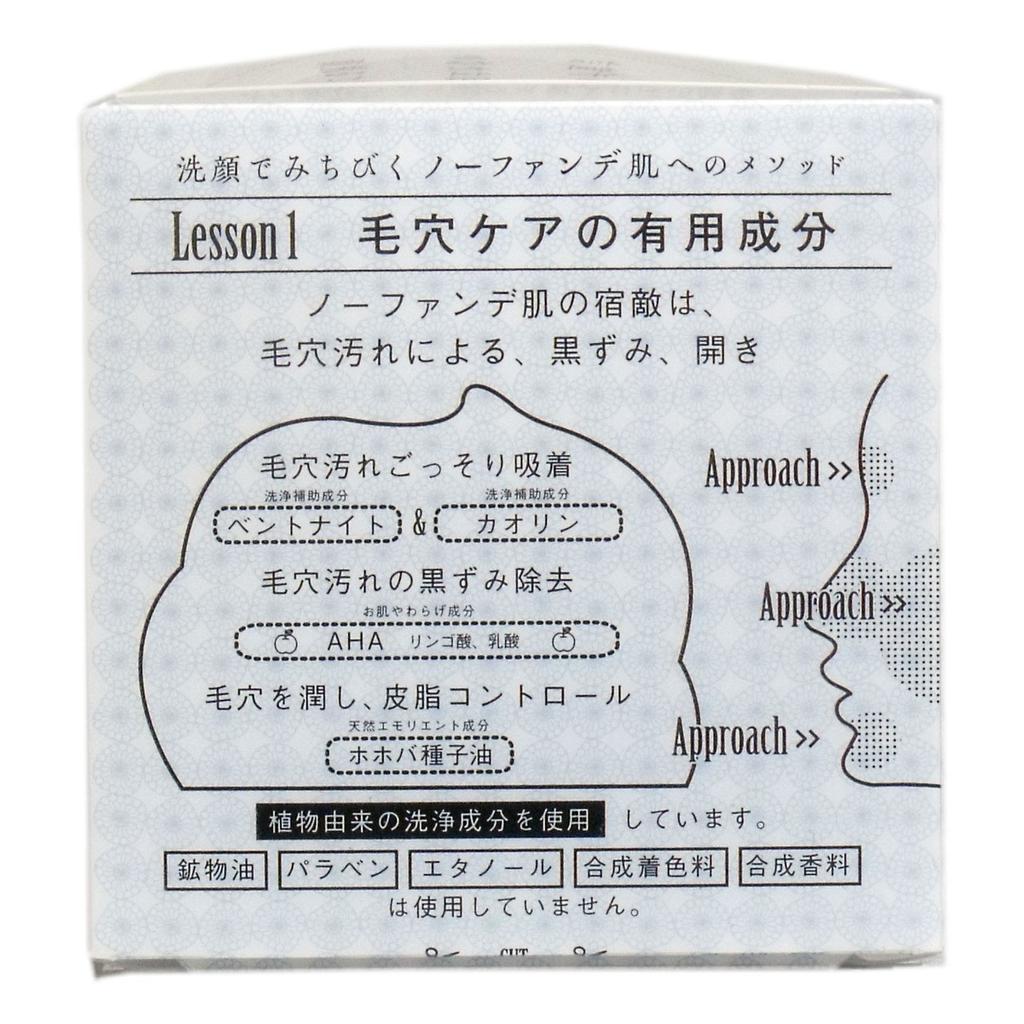 洗顔でみちびくノーファンデ肌へのメソッド
Lesson 1 毛穴ケアの有用成分
ノーファンデ肌の宿敵は、
毛穴汚れによる、黒ずみ、開き
毛穴汚れごっそり吸着
洗浄補助成分 洗浄補助成分
ベントナイト & カオリン
毛穴汚れの黒ずみ除去
お肌やわらげ成分
AHA リンゴ酸、乳酸
毛穴を潤し、皮脂コントロール
天然エモリエント成分
ホホバ種子油
Approach >>
Approach >>
Approach >>
植物由来の洗浄成分を使用 しています。
鉱物油 パラベン エタノール 合成着色料 合成香料
は使用していません。
CUT